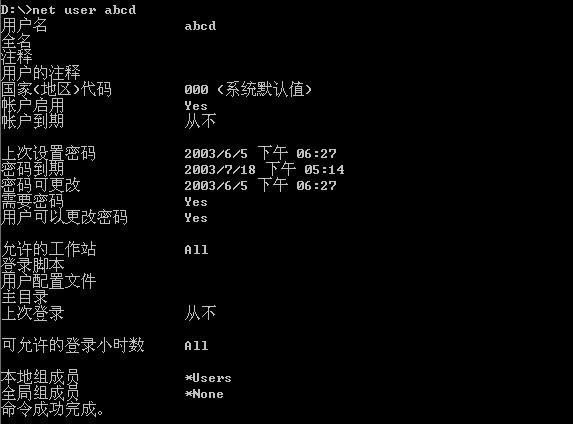 D:\>net user abcd
用户名 abcd
全名
注释
用户的注释
国家(地区)代码 000 (系统默认值)
帐户启用 Yes
帐户到期 从不
上次设置密码 2003/6/5 下午 06:27
密码到期 2003/7/18 下午 05:14
密码可更改 2003/6/5 下午 06:27
需要密码 Yes
用户可以更改密码 Yes
允许的工作站 All
登录脚本
用户配置文件
主目录
上次登录 从不
可允许的登录小时数 All
本地组成员 *Users
全局组成员 *None
命令成功完成。